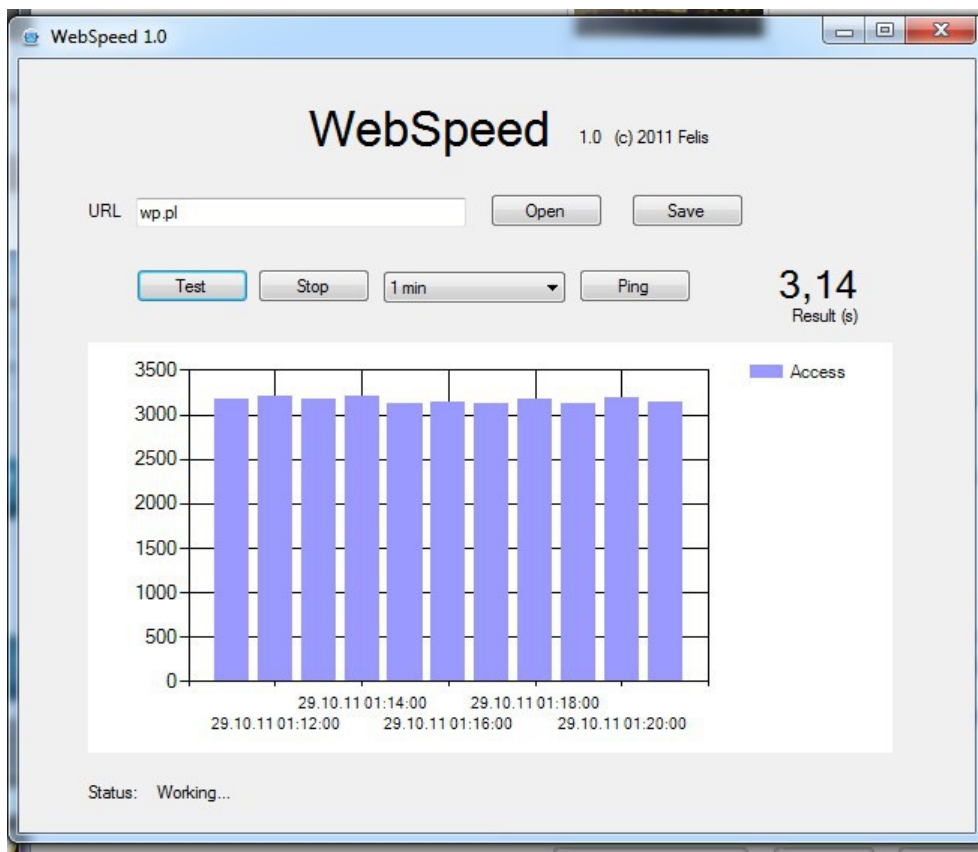 WebSpeed 1.0
WebSpeed 1.0 (c) 2011 Felis
URL wp.pl Open Save
Test Stop 1 min Ping 3,14
Result (s)
3500
Access
3000
2500
2000
1500
1000
500
0
29.10.11 01:14:00 29.10.11 01:18:00
29.10.11 01:12:00 29.10.11 01:16:00 29.10.11 01:20:00
Status: Working...